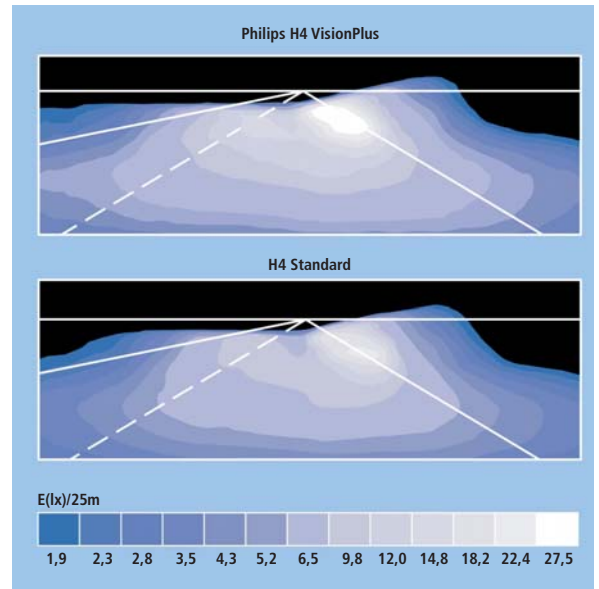 Philips H4 VisionPlus
H4 Standard
E(lx)/25m
1,9 2,3 2,8 3,5 4,3 5,2 6,5 9,8 12,0 14,8 18,2 22,4 27,5